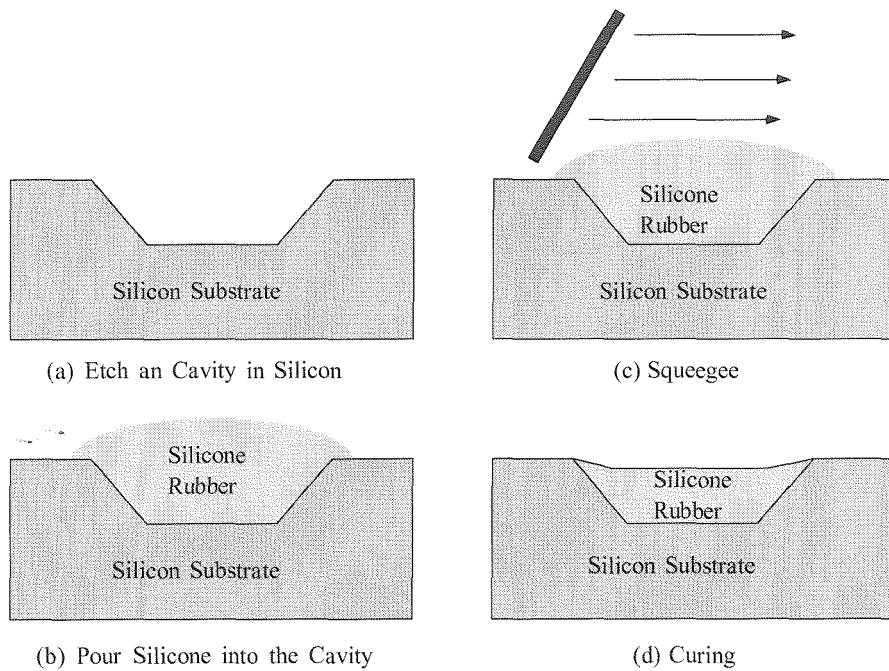 Silicon Substrate
(a) Etch an Cavity in Silicon
Silicone
Rubber
Silicon Substrate
(b) Pour Silicone into the Cavity
Silicone
Rubber
Silicon Substrate
(c) Squeegee
Silicone
Rubber
Silicon Substrate
(d) Curing